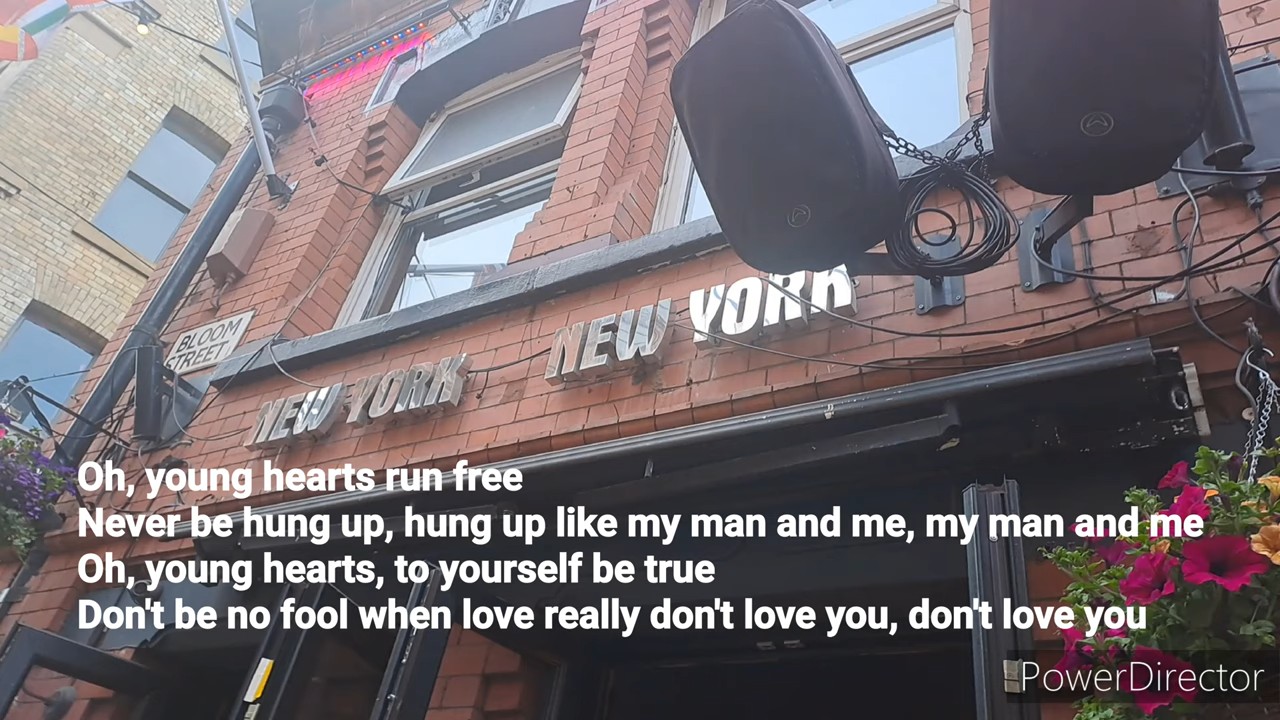 BLOOM
STREET
NEW YORK
NEW YORK
Oh, young hearts run free
Never be hung up, hung up like my man and me, my man and me
Oh, young hearts, to yourself be true
Don't be no fool when love really don't love you, don't love you
PowerDirector